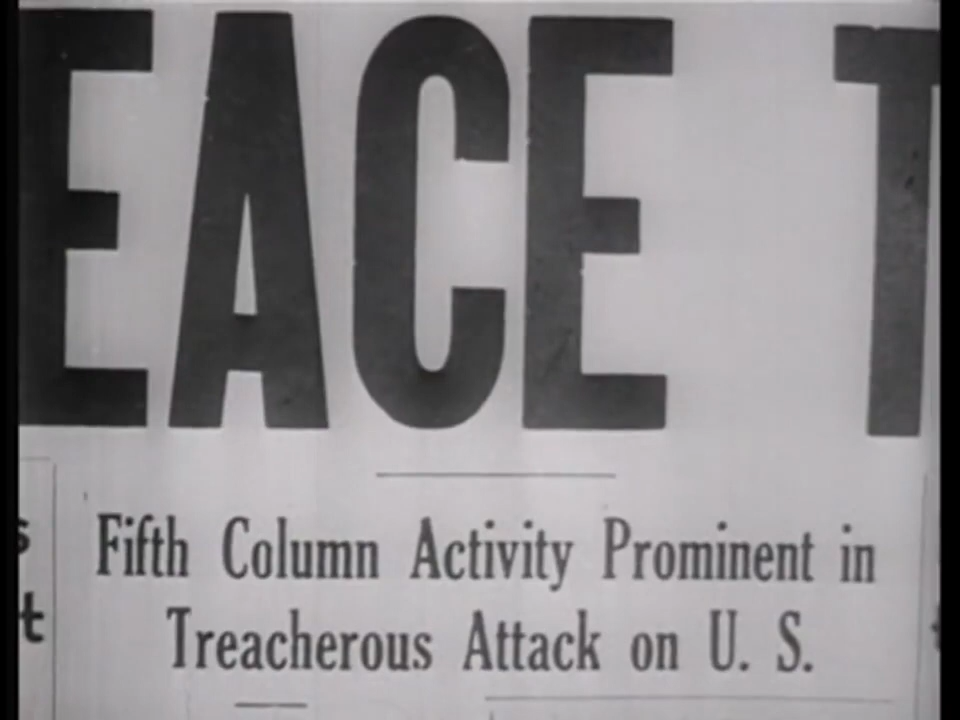 EACE T
Fifth Column Activity Prominent in
Treacherous Attack on U. S.
s
t